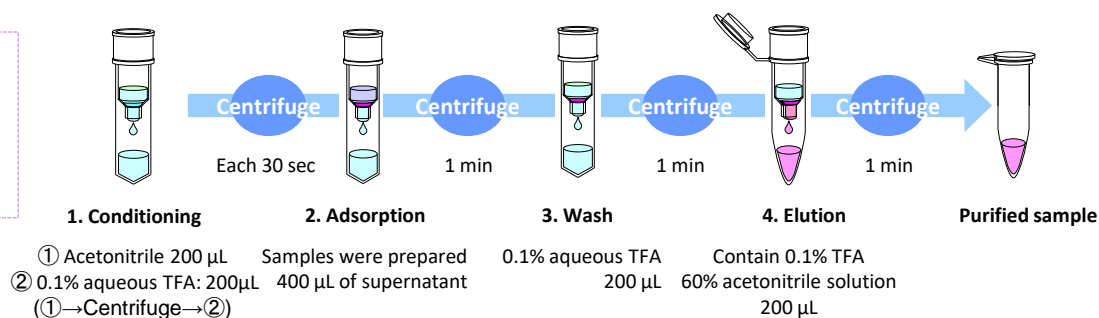 Centrifuge
Centrifuge
Centrifuge
Centrifuge
Each 30 sec
1 min
1 min
1 min
1. Conditioning
2. Adsorption
3. Wash
4. Elution
Purified sample
① Acetonitrile 200 µL
② 0.1% aqueous TFA: 200µL
(①→Centrifuge→②)
Samples were prepared
400 µL of supernatant
0.1% aqueous TFA
200 µL
Contain 0.1% TFA
60% acetonitrile solution
200 µL